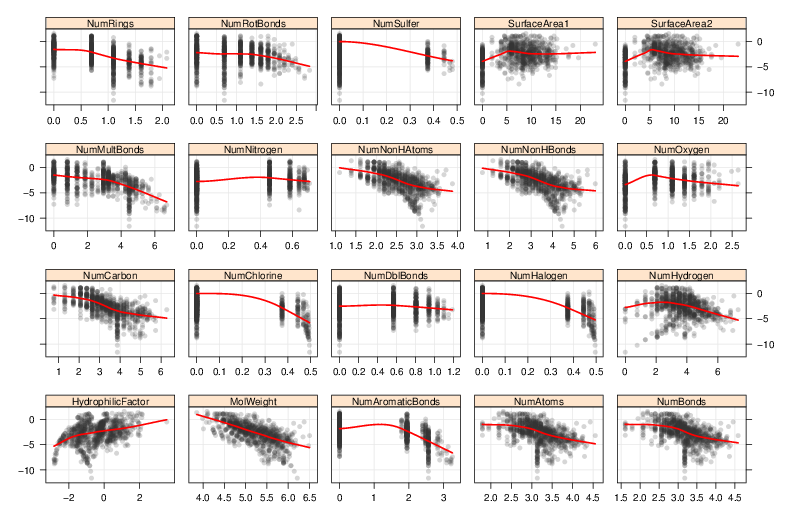 NumRings NumRotBonds NumSulfer SurfaceArea1 SurfaceArea2
0 −5 −10
0.0 0.5 1.0 1.5 2.0 0.0 0.5 1.0 1.5 2.0 2.5 3.0 0.0 0.1 0.2 0.3 0.4 0.5 0 5 10 15 20 0 5 10 15 20
NumMultBonds NumNitrogen NumNonHAtoms NumNonHBonds NumOxygen
0 −5 −10
0 2 4 6 0.0 0.2 0.4 0.6 1.0 1.5 2.0 2.5 3.0 3.5 4.0 1 2 3 4 5 6 0.0 0.5 1.0 1.5 2.0 2.5
NumCarbon NumChlorine NumDblBonds NumHalogen NumHydrogen
0 −5 −10
1 2 3 4 5 6 0.0 0.1 0.2 0.3 0.4 0.5 0.0 0.2 0.4 0.6 0.8 1.0 1.2 0.0 0.1 0.2 0.3 0.4 0.5 0 2 4 6
HydrophilicFactor MolWeight NumAromaticBonds NumAtoms NumBonds
0 −5 −10
−2 0 2 4.0 4.5 5.0 5.5 6.0 6.5 0 1 2 3 2.0 2.5 3.0 3.5 4.0 4.5 1.5 2.0 2.5 3.0 3.5 4.0 4.5